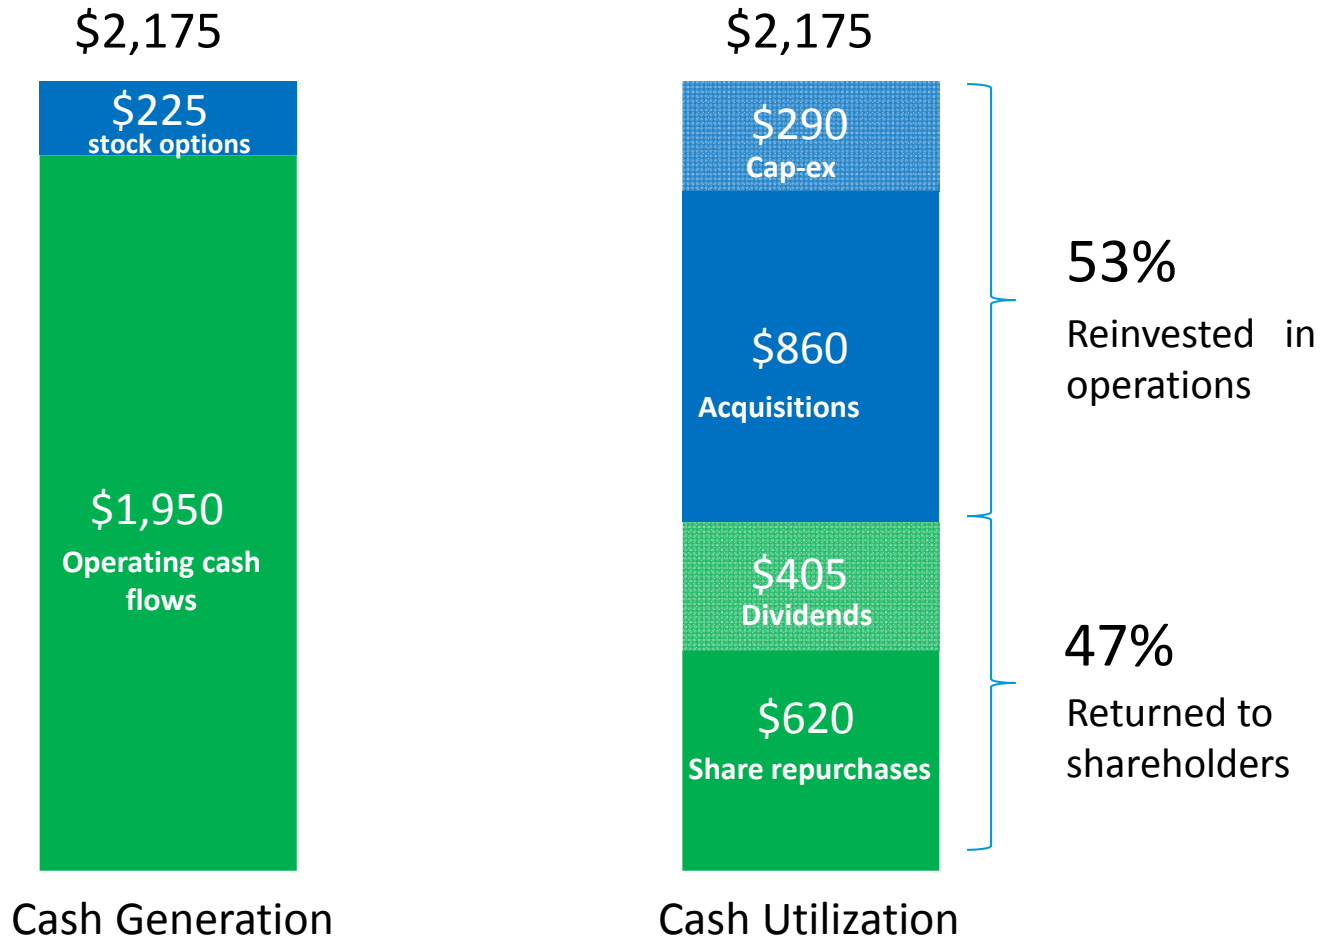 $2,175
$225
stock options
$1,950
Operating cash
flows
Cash Generation
$2,175
$290
Cap-ex
$860
Acquisitions
$405
Dividends
$620
Share repurchases
Cash Utilization
53%
Reinvested in
operations
47%
Returned to
shareholders